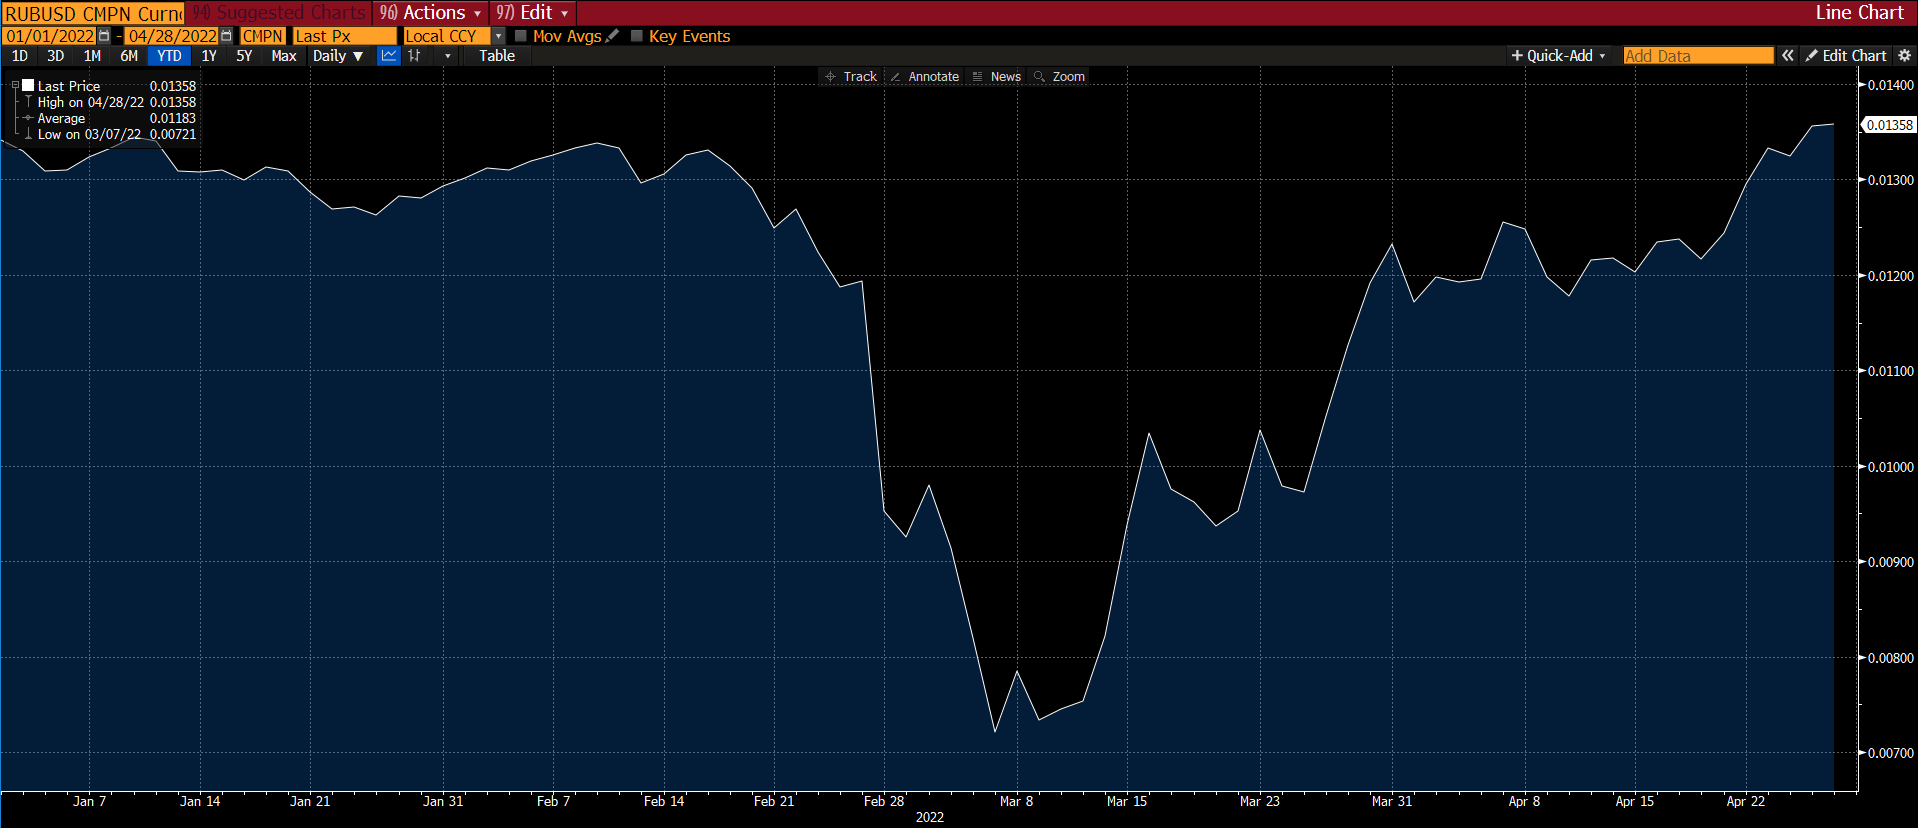 RUBUSD CMPN Curnc 94) Suggested Charts 96) Actions 97) Edit Line Chart
01/01/2022 - 04/28/2022 CMPN Last Px Local CCY Mov Avgs Key Events
1D 3D 1M 6M YTD 1Y 5Y Max Daily ▼ Table + Quick-Add Add Data « Edit Chart
Track Annotate News Zoom
Last Price 0.01358
High on 04/28/22 0.01358
Average 0.01183
Low on 03/07/22 0.00721
0.01400
0.01358
0.01300
0.01200
0.01100
0.01000
0.00900
0.00800
0.00700
Jan 7 Jan 14 Jan 21 Jan 31 Feb 7 Feb 14 Feb 21 Feb 28 Mar 8 Mar 15 Mar 23 Mar 31 Apr 8 Apr 15 Apr 22
2022